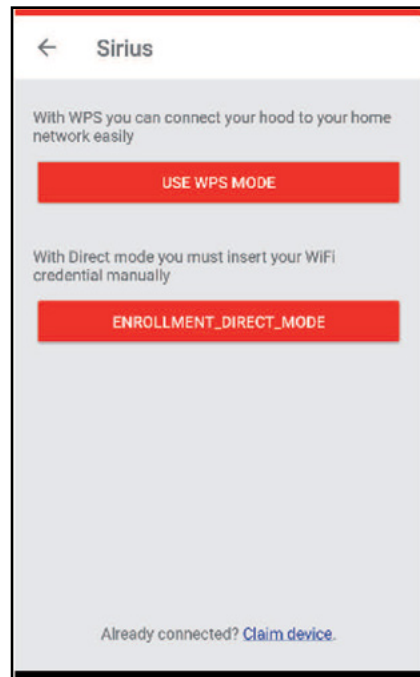 Sirius
With WPS you can connect your hood to your home
network easily
USE WPS MODE
With Direct mode you must insert your WiFi
credential manually
ENROLLMENT_DIRECT_MODE
Already connected? Claim device.